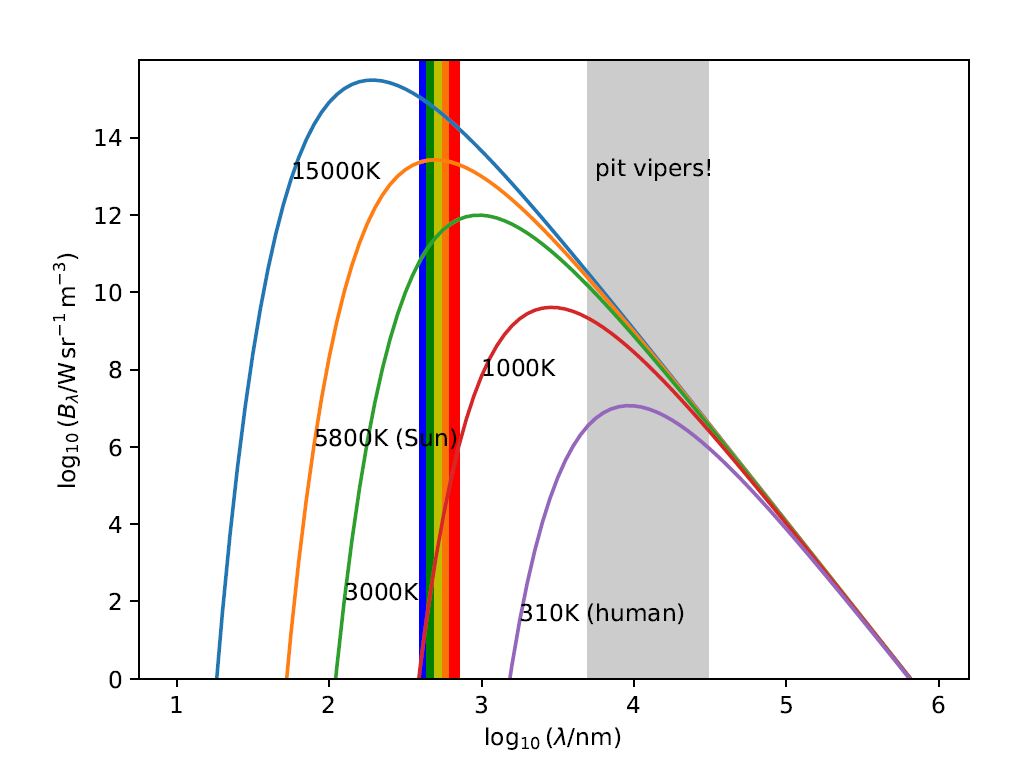 14
12
10
8
6
4
2
0
log₁₀ (Bλ/W sr⁻¹ m⁻³)
15000K
pit vipers!
1000K
5800K (Sun)
3000K
310K (human)
1 2 3 4 5 6
log₁₀ (λ/nm)